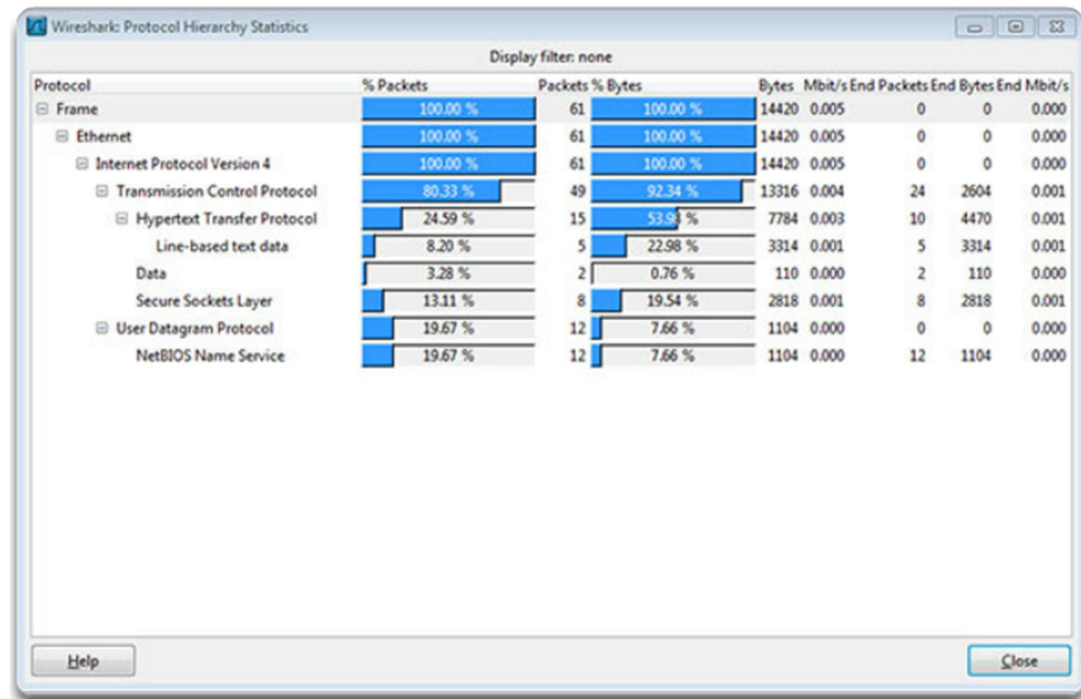 Wireshark: Protocol Hierarchy Statistics
Display filter: none
Protocol % Packets Packets % Bytes Bytes Mbit/s End Packets End Bytes End Mbit/s
Frame 100.00 % 61 100.00 % 14420 0.005 0 0 0.000
Ethernet 100.00 % 61 100.00 % 14420 0.005 0 0 0.000
Internet Protocol Version 4 100.00 % 61 100.00 % 14420 0.005 0 0 0.000
Transmission Control Protocol 80.33 % 49 92.34 % 13316 0.004 24 2604 0.001
Hypertext Transfer Protocol 24.59 % 15 53.98 % 7784 0.003 10 4470 0.001
Line-based text data 8.20 % 5 22.98 % 3314 0.001 5 3314 0.001
Data 3.28 % 2 0.76 % 110 0.000 2 110 0.000
Secure Sockets Layer 13.11 % 8 19.54 % 2818 0.001 8 2818 0.001
User Datagram Protocol 19.67 % 12 7.66 % 1104 0.000 0 0 0.000
NetBIOS Name Service 19.67 % 12 7.66 % 1104 0.000 12 1104 0.000
Help Close